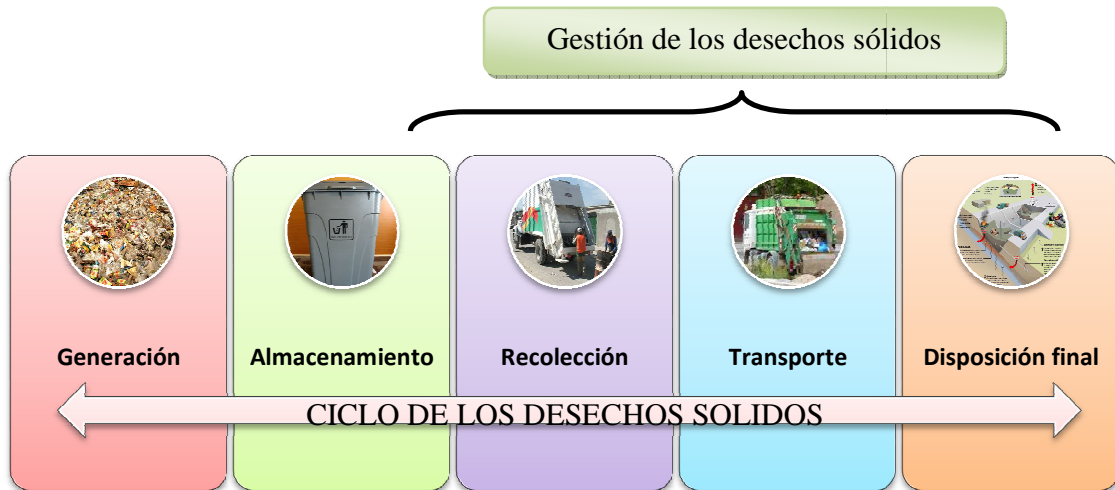 Gestión de los desechos sólidos
Generación
Almacenamiento
Recolección
Transporte
Disposición final
CICLO DE LOS DESECHOS SOLIDOS